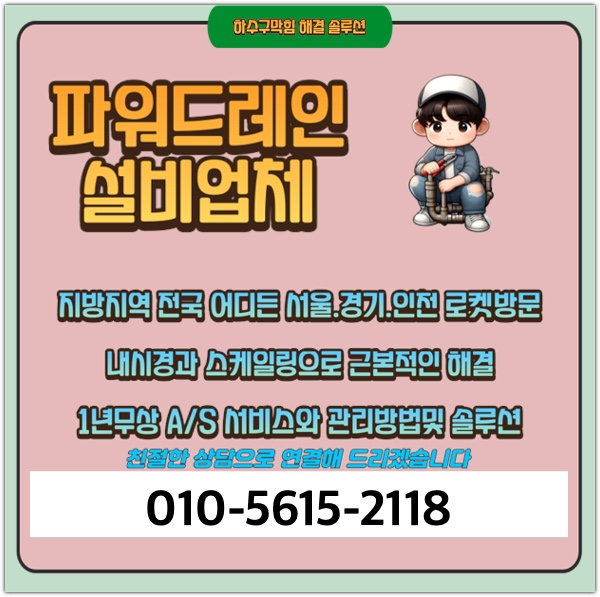 하수구막힘 해결 솔루션
파워드레인
설비업체
지방지역 전국 어디든 서울.경기.인천 로켓방문
내시경과 스케일링으로 근본적인 해결
1년무상 A/S 서비스와 관리방법및 솔루션
친절한 상담으로 연결해 드리겠습니다
010-5615-2118